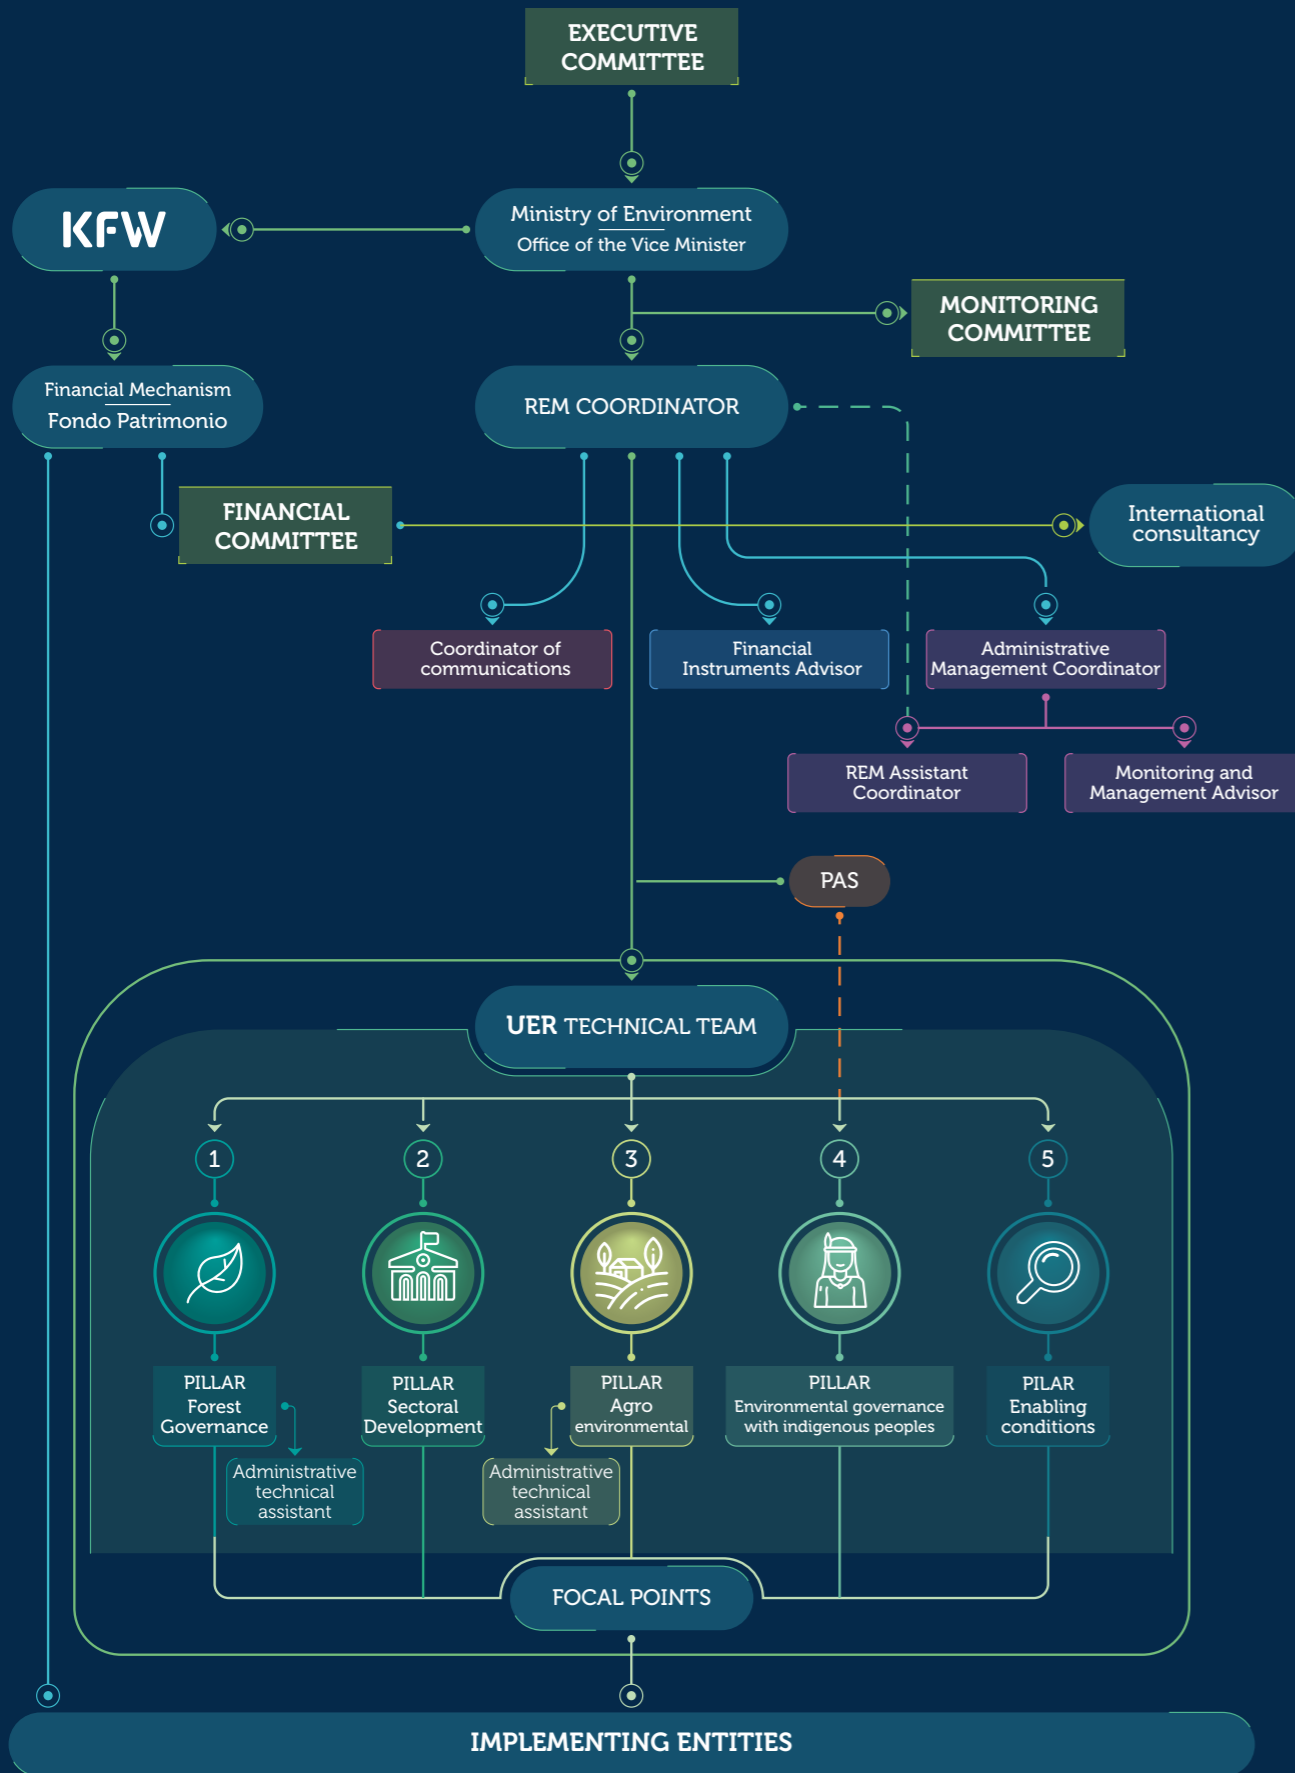 EXECUTIVE
COMMITTEE
KFW
Ministry of Environment
Office of the Vice Minister
MONITORING
COMMITTEE
Financial Mechanism
Fondo Patrimonio
REM COORDINATOR
FINANCIAL
COMMITTEE
International
consultancy
Coordinator of
communications
Financial
Instruments Advisor
Administrative
Management Coordinator
REM Assistant
Coordinator
Monitoring and
Management Advisor
PAS
UER TECHNICAL TEAM
1
2
3
4
5
PILLAR
Forest
Governance
PILLAR
Sectoral
Development
PILLAR
Agro
environmental
PILLAR
Environmental governance
with indigenous peoples
PILAR
Enabling
conditions
Administrative
technical
assistant
Administrative
technical
assistant
FOCAL POINTS
IMPLEMENTING ENTITIES